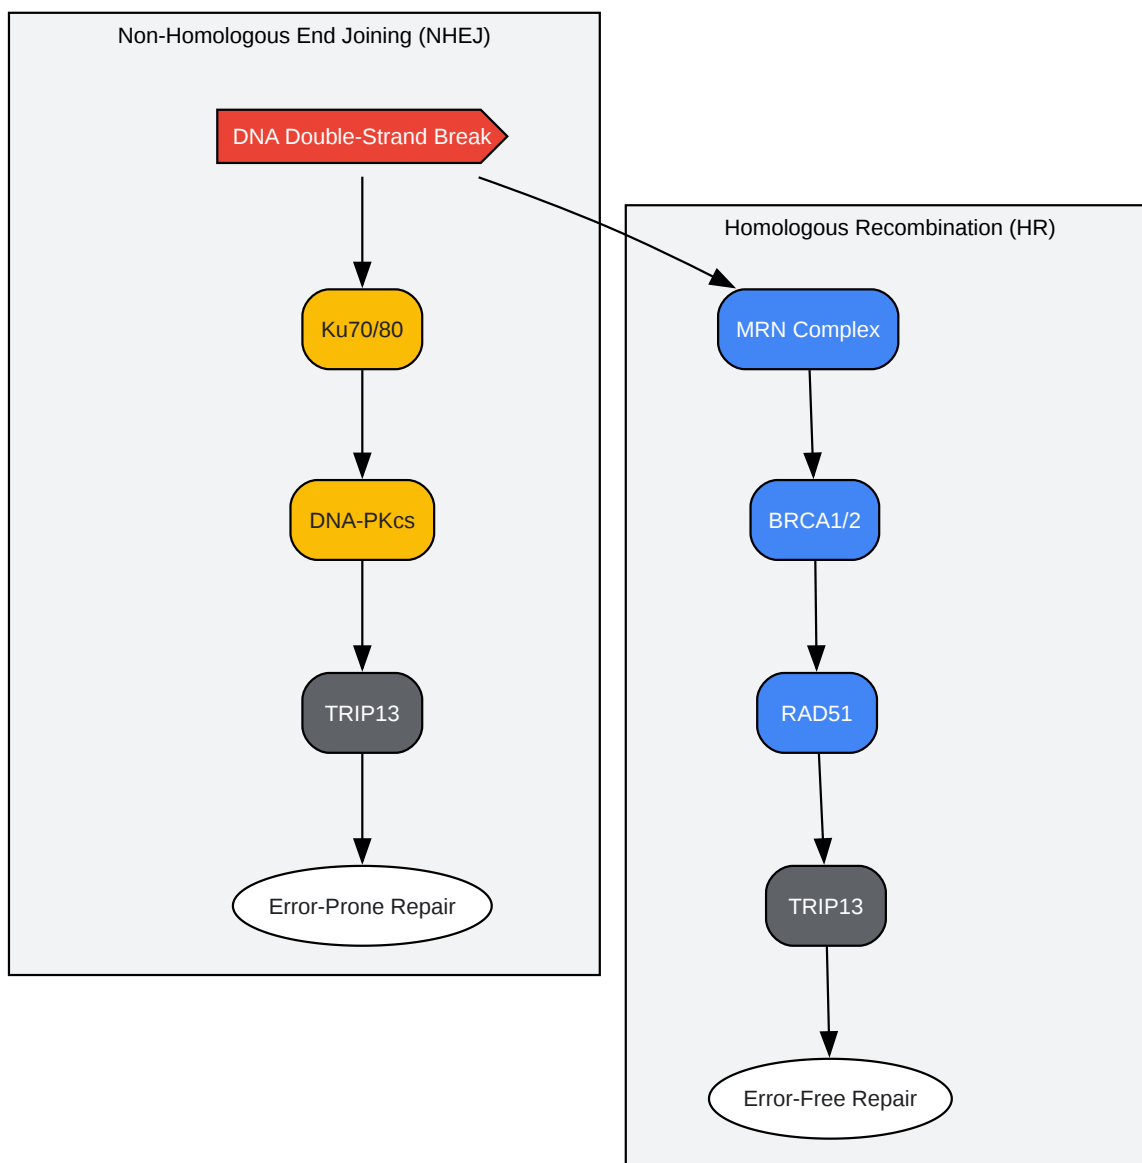 Non-Homologous End Joining (NHEJ)
DNA Double-Strand Break
Ku70/80
DNA-PKcs
TRIP13
Error-Prone Repair
Homologous Recombination (HR)
MRN Complex
BRCA1/2
RAD51
TRIP13
Error-Free Repair